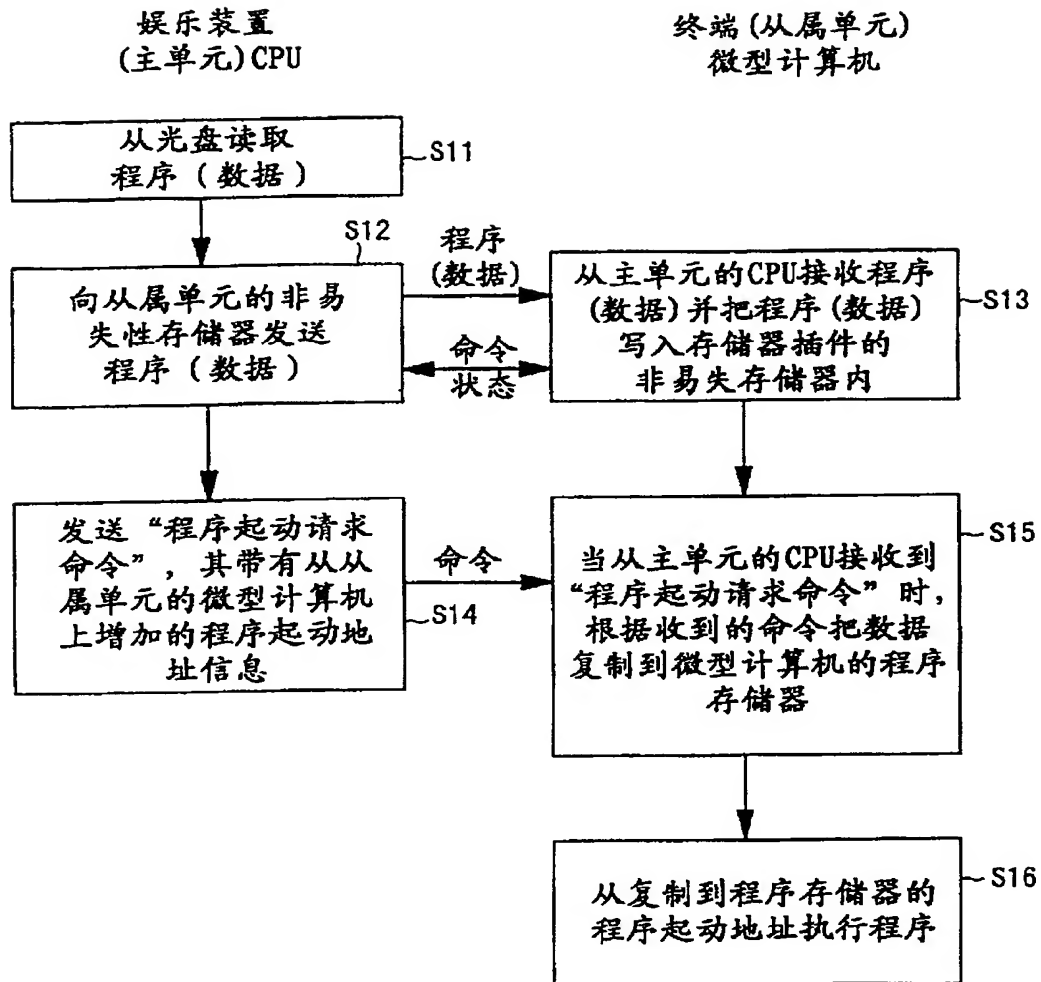 娱乐装置
(主单元)CPU
终端(从属单元)
微型计算机
从光盘读取
程序(数据)
S11
S12
向从属单元的非易
失性存储器发送
程序(数据)
程序
(数据)
命令
状态
从主单元的CPU接收程序
(数据)并把程序(数据)
写入存储器插件的
非易失存储器内
S13
发送“程序起动请求
命令”,其带有从从
属单元的微型计算机
上增加的程序起动地
址信息
S14
命令
当从主单元的CPU接收到
“程序起动请求命令”时,
根据收到的命令把数据
复制到微型计算机的程序
存储器
S15
从复制到程序存储器的
程序起动地址执行程序
S16